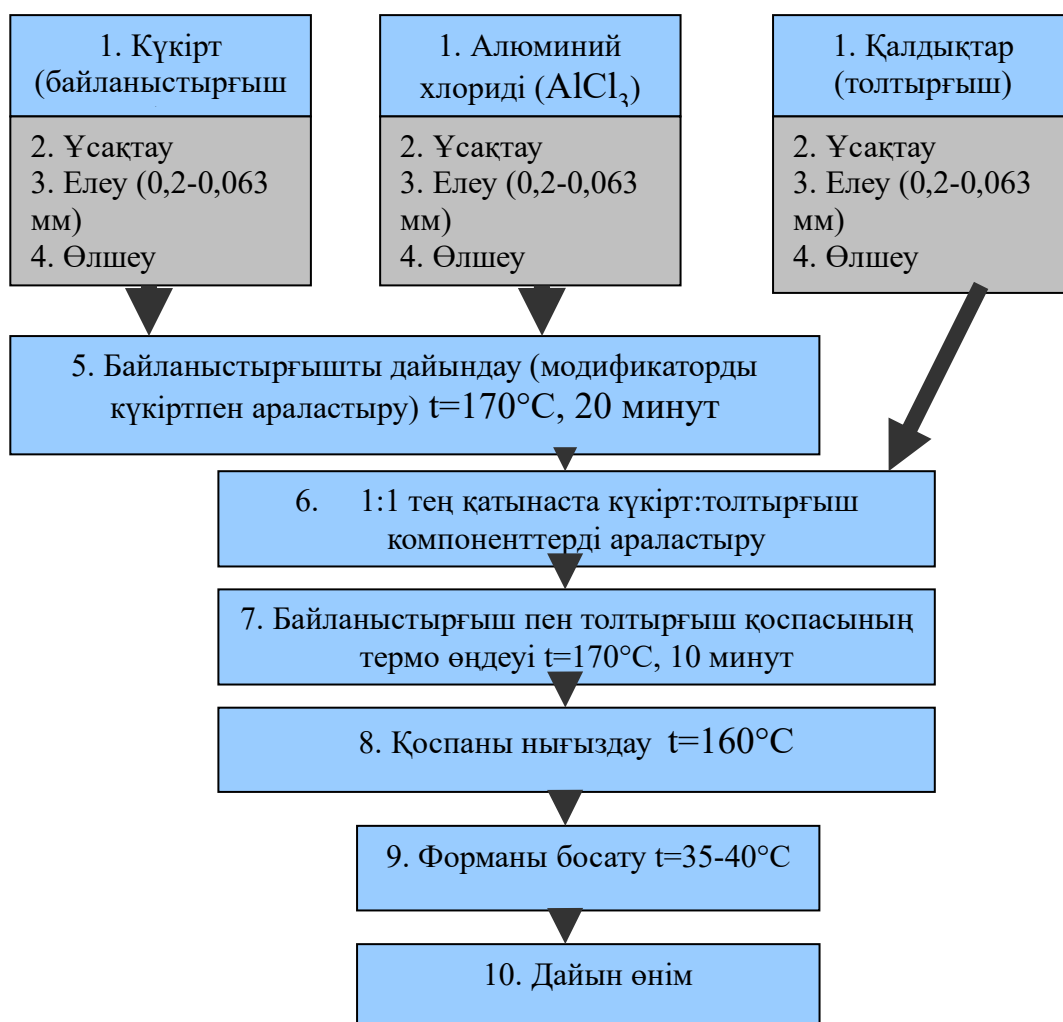 1. Күкірт
(байланыстырғыш
2. Ұсақтау
3. Елеу (0,2-0,063
мм)
4. Өлшеу
1. Алюминий
хлориді (AlCl₃)
2. Ұсақтау
3. Елеу (0,2-0,063
мм)
4. Өлшеу
1. Қалдықтар
(толтырғыш)
2. Ұсақтау
3. Елеу (0,2-0,063
мм)
4. Өлшеу
5. Байланыстырғышты дайындау (модификаторды
күкіртпен араластыру) t=170°C, 20 минут
6. 1:1 тең қатынаста күкірт:толтырғыш
компоненттерді араластыру
7. Байланыстырғыш пен толтырғыш қоспасының
термо өңдеуі t=170°C, 10 минут
8. Қоспаны нығыздау t=160°C
9. Форманы босату t=35-40°C
10. Дайын өнім